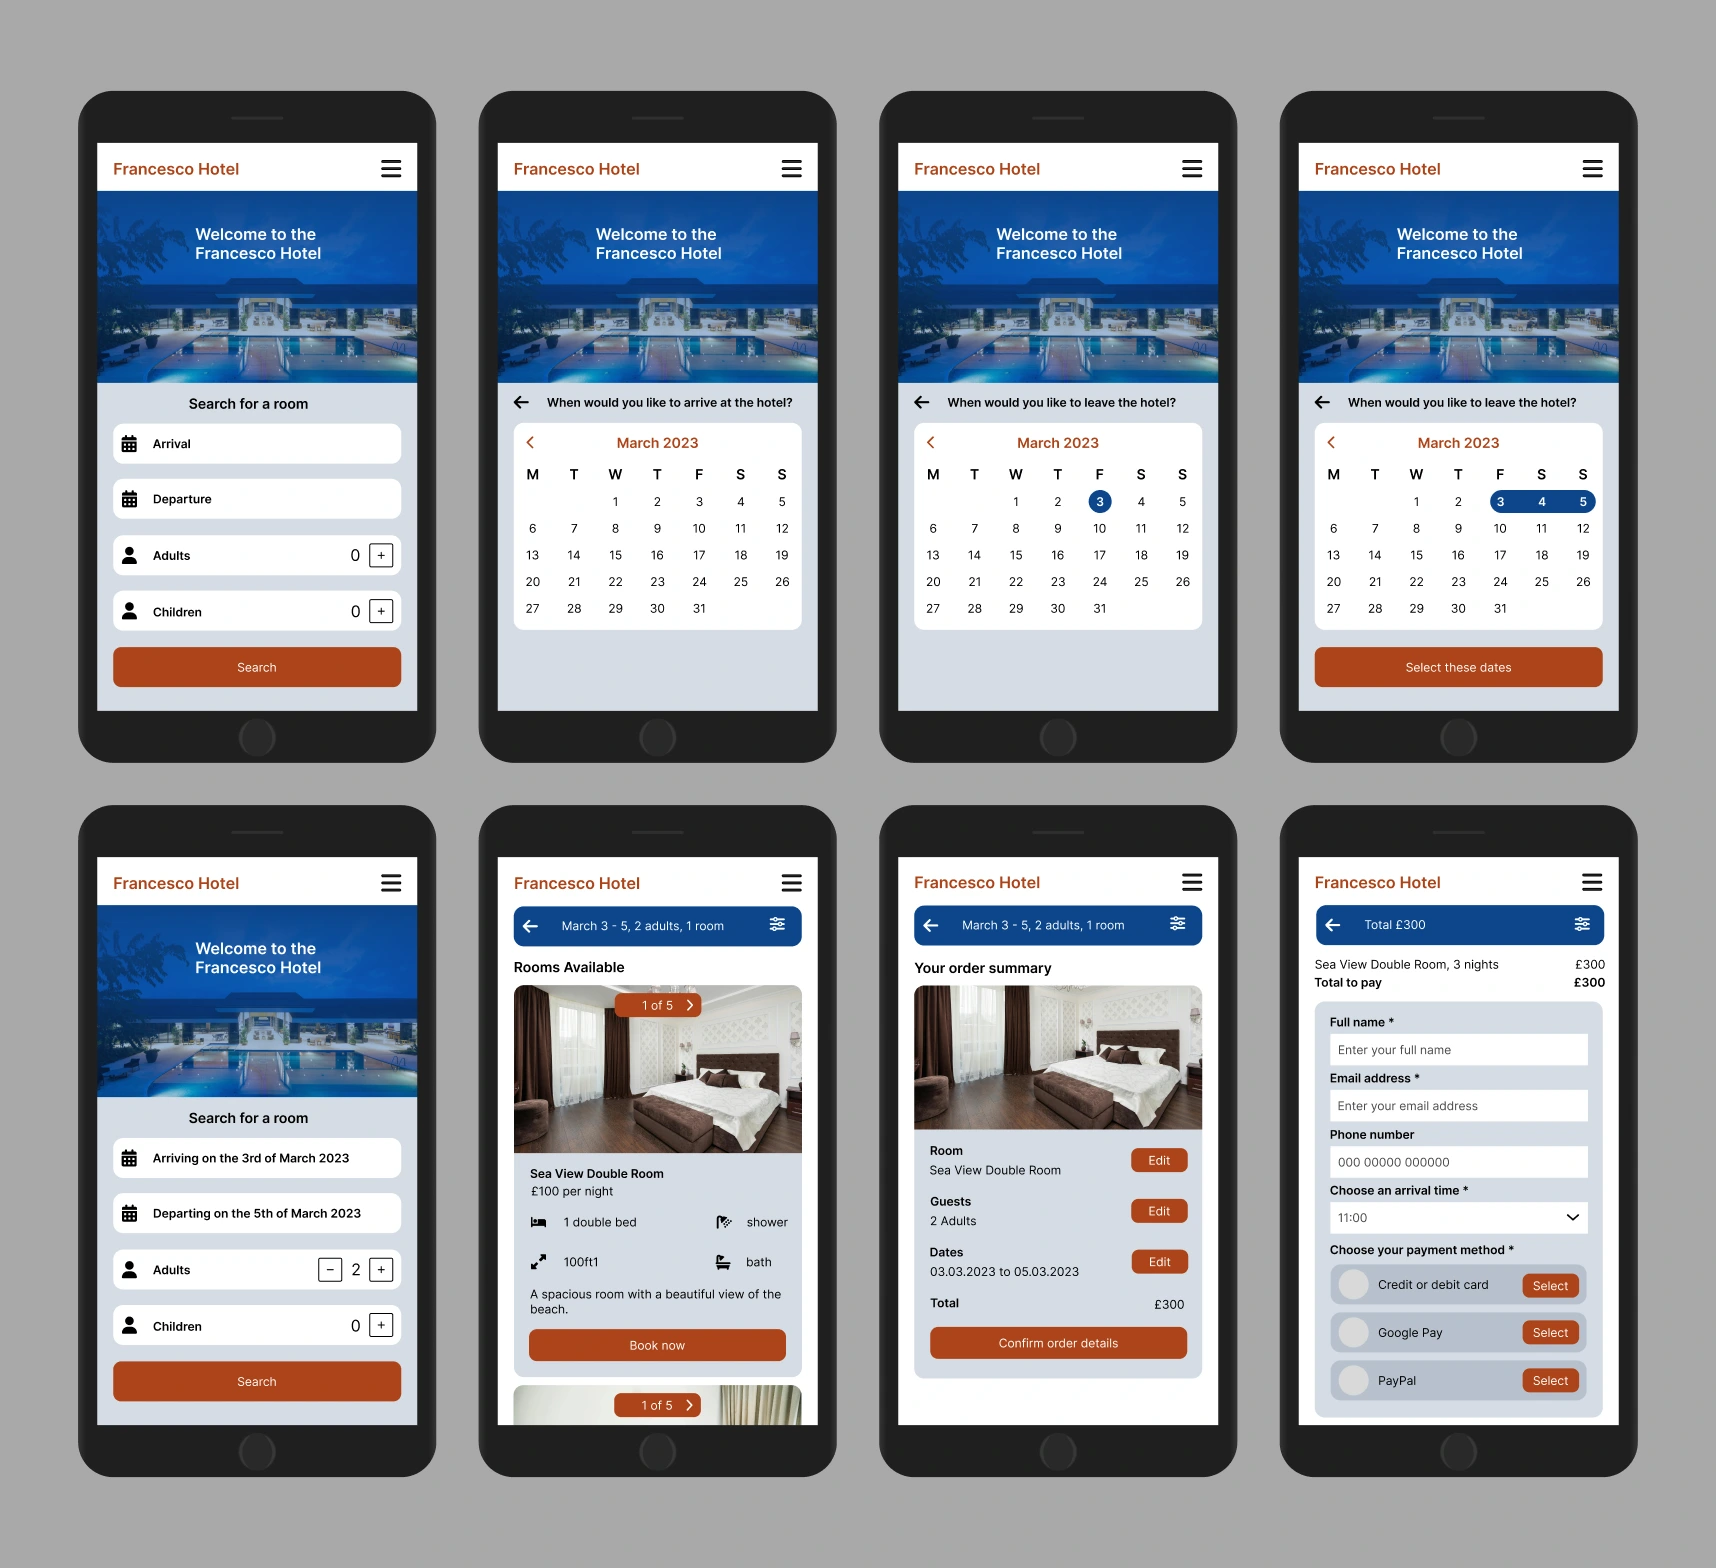 Francesco Hotel
Welcome to the
Francesco Hotel
Search for a room
Arrival
Departure
Adults 0 +
Children 0 +
Search
Francesco Hotel
Welcome to the
Francesco Hotel
When would you like to arrive at the hotel?
March 2023
M T W T F S S
1 2 3 4 5
6 7 8 9 10 11 12
13 14 15 16 17 18 19
20 21 22 23 24 25 26
27 28 29 30 31
Francesco Hotel
Welcome to the
Francesco Hotel
When would you like to leave the hotel?
March 2023
M T W T F S S
1 2 3 4 5
6 7 8 9 10 11 12
13 14 15 16 17 18 19
20 21 22 23 24 25 26
27 28 29 30 31
Francesco Hotel
Welcome to the
Francesco Hotel
When would you like to leave the hotel?
March 2023
M T W T F S S
1 2 3 4 5
6 7 8 9 10 11 12
13 14 15 16 17 18 19
20 21 22 23 24 25 26
27 28 29 30 31
Select these dates
Francesco Hotel
Welcome to the
Francesco Hotel
Search for a room
Arriving on the 3rd of March 2023
Departing on the 5th of March 2023
Adults − 2 +
Children 0 +
Search
Francesco Hotel
March 3 - 5, 2 adults, 1 room
Rooms Available
1 of 5
Sea View Double Room
£100 per night
1 double bed shower
100ft1 bath
A spacious room with a beautiful view of the
beach.
Book now
1 of 5
Francesco Hotel
March 3 - 5, 2 adults, 1 room
Your order summary
Room
Sea View Double Room
Edit
Guests
2 Adults
Edit
Dates
03.03.2023 to 05.03.2023
Edit
Total £300
Confirm order details
Francesco Hotel
Total £300
Sea View Double Room, 3 nights £300
Total to pay £300
Full name *
Enter your full name
Email address *
Enter your email address
Phone number
000 00000 000000
Choose an arrival time *
11:00
Choose your payment method *
Credit or debit card Select
Google Pay Select
PayPal Select